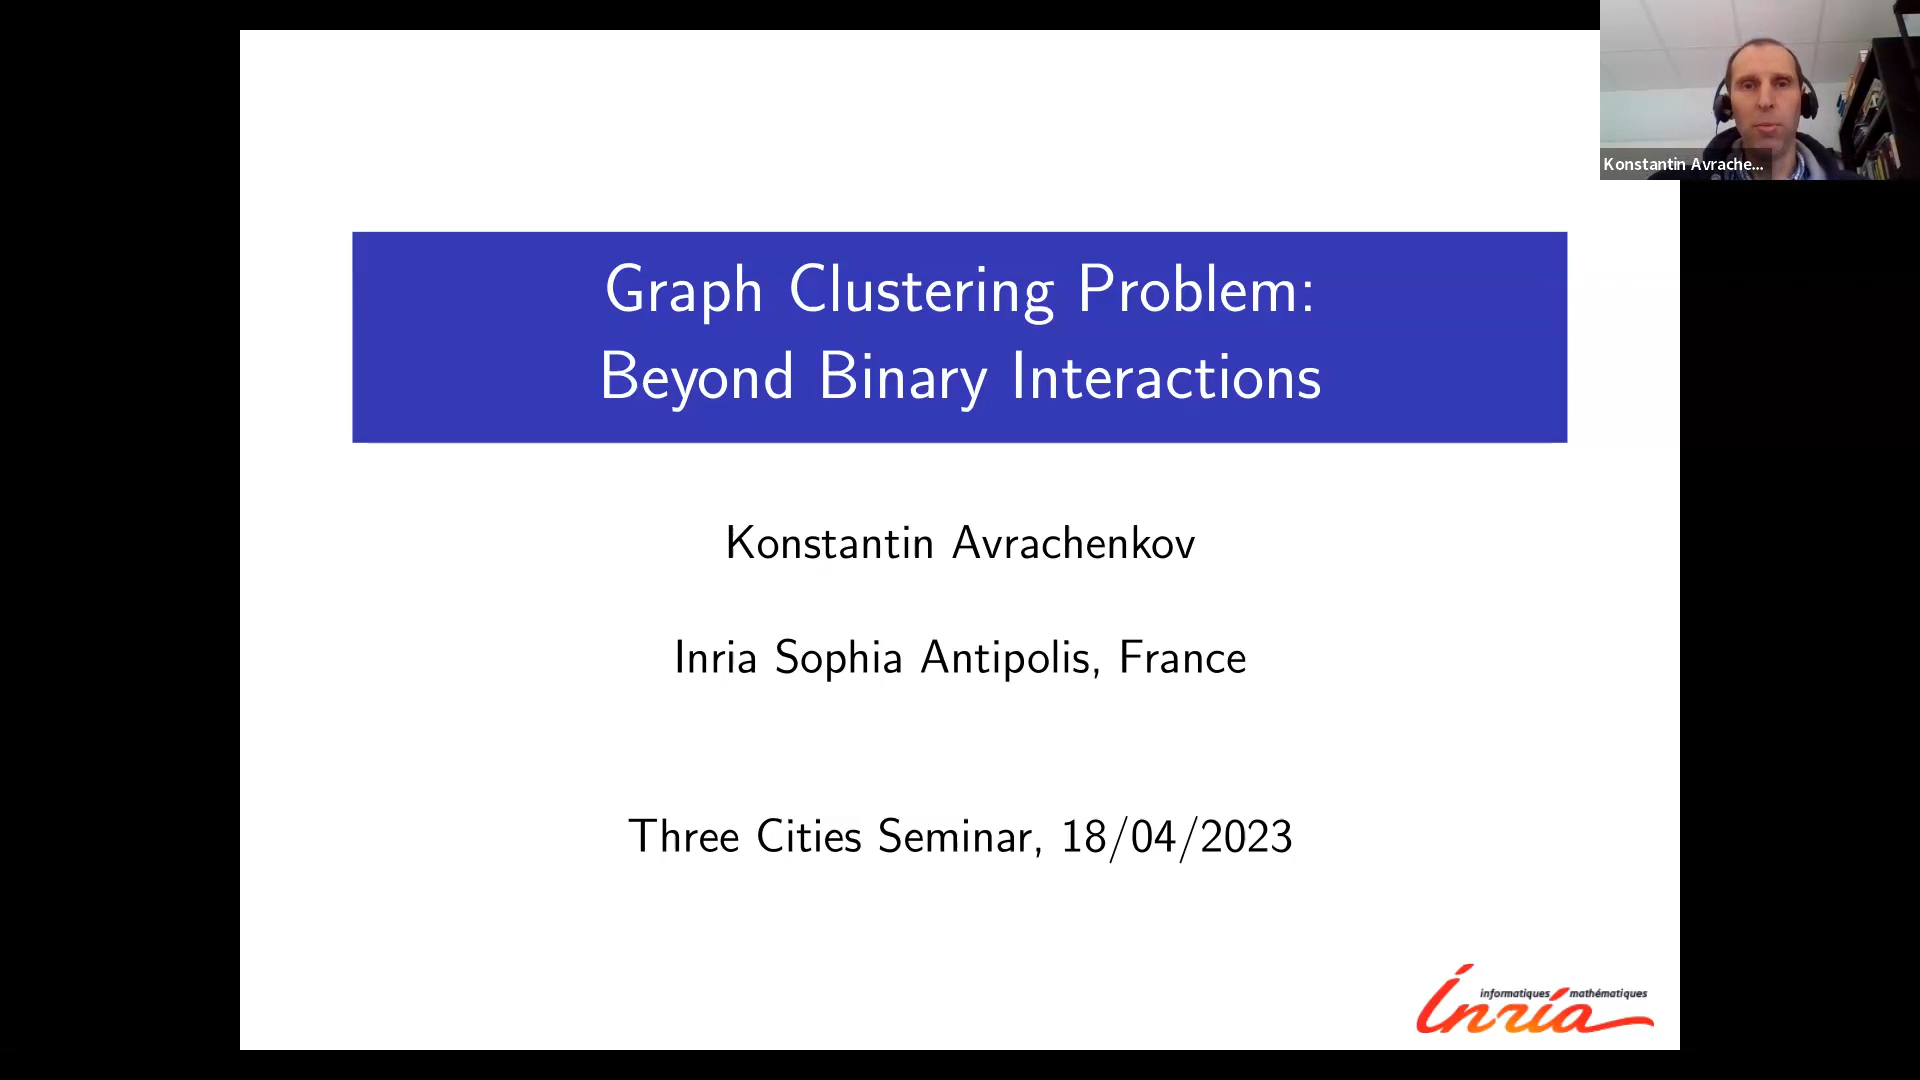 Konstantin Avrache...
Graph Clustering Problem:
Beyond Binary Interactions
Konstantin Avrachenkov
Inria Sophia Antipolis, France
Three Cities Seminar, 18/04/2023
informatiques mathématiques
Inria